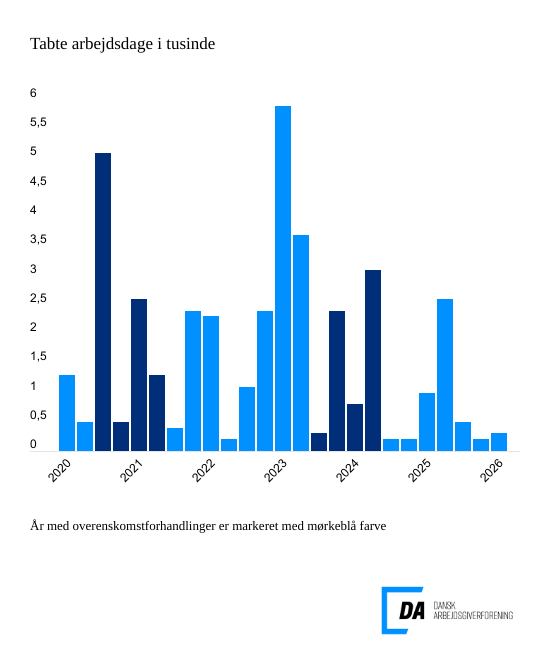 Tabte arbejdsdage i tusinde
6
5,5
5
4,5
4
3,5
3
2,5
2
1,5
1
0,5
0
2020 2021 2022 2023 2024 2025 2026
År med overenskomstforhandlinger er markeret med mørkeblå farve
DA DANSK
ARBEJDSGIVERFORENING